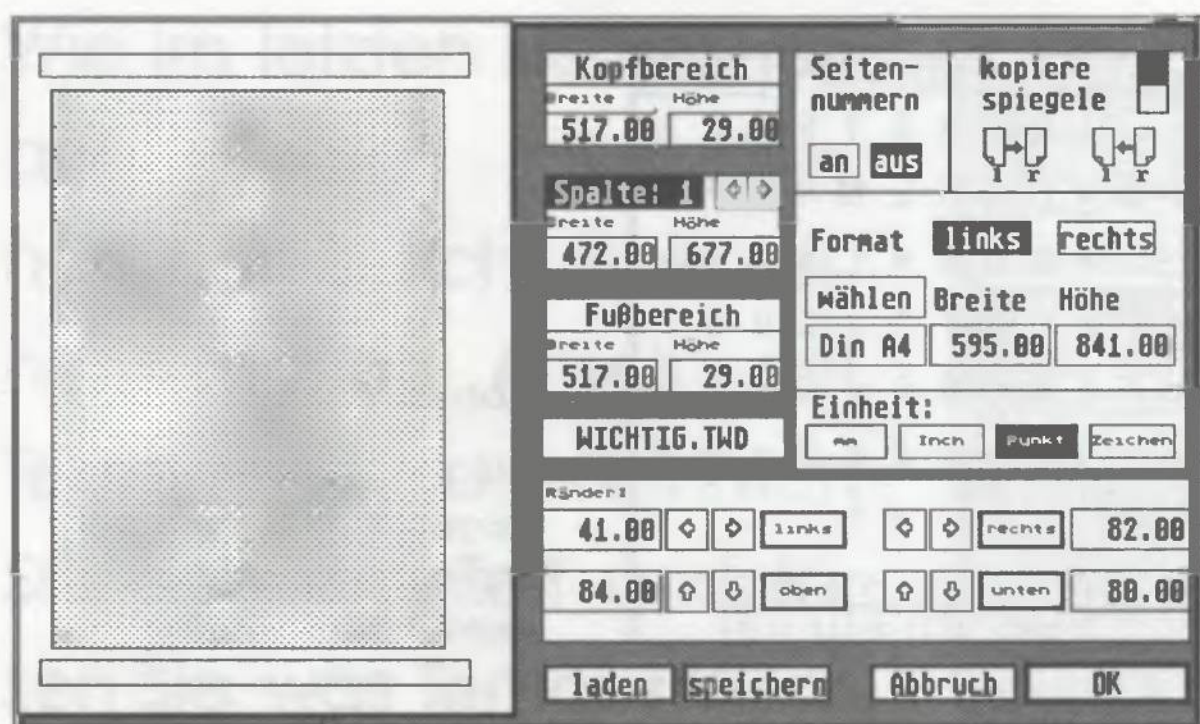 Kopfbereich
Breite Höhe
517.00 29.00
Spalte: 1
Breite Höhe
472.00 677.00
Fußbereich
Breite Höhe
517.00 29.00
WICHTIG.TWD
Seiten-
nummern
an aus
kopiere
spiegele
l r l r
Format links rechts
wählen Breite Höhe
Din A4 595.00 841.00
Einheit:
mm Inch Punkt Zeichen
Ränder:
41.00 links rechts 82.00
84.00 oben unten 80.00
laden speichern Abbruch OK